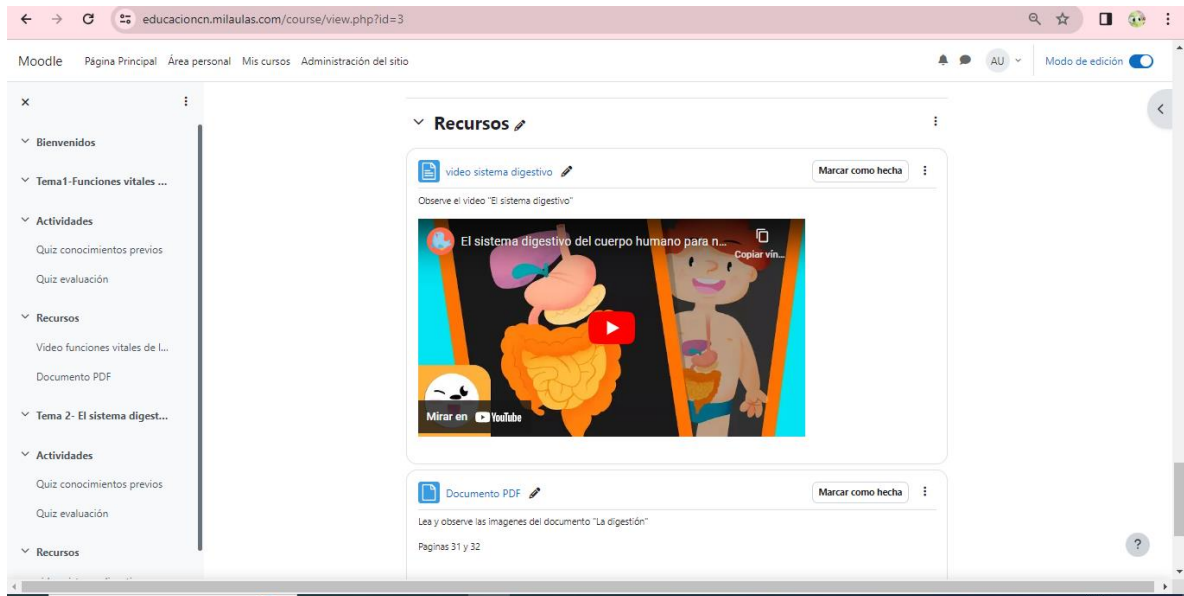 educacioncn.milaulas.com/course/view.php?id=3
Moodle Página Principal Área personal Mis cursos Administración del sitio AU Modo de edición
Bienvenidos
Tema1-Funciones vitales ...
Actividades
Quiz conocimientos previos
Quiz evaluación
Recursos
Video funciones vitales de l...
Documento PDF
Tema 2- El sistema digest...
Actividades
Quiz conocimientos previos
Quiz evaluación
Recursos
Recursos
video sistema digestivo Marcar como hecha
Observe el video "El sistema digestivo"
El sistema digestivo del cuerpo humano para n...
Copiar vín...
Mirar en YouTube
Documento PDF Marcar como hecha
Lea y observe las imagenes del documento "La digestión"
Paginas 31 y 32
?